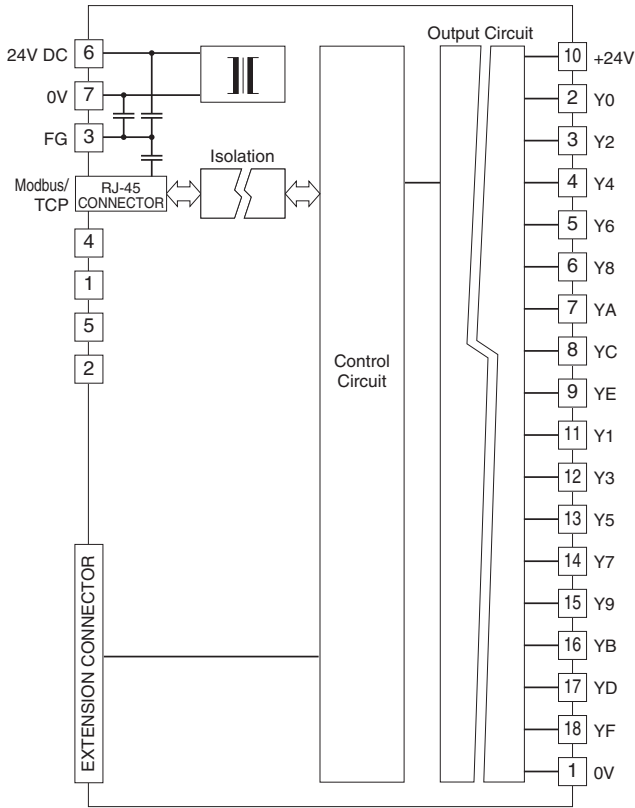 Output Circuit
24V DC 6
0V 7
FG 3
Isolation
Modbus/
TCP
RJ-45
CONNECTOR
4
1
5
2
Control
Circuit
EXTENSION CONNECTOR
10 +24V
2 Y0
3 Y2
4 Y4
5 Y6
6 Y8
7 YA
8 YC
9 YE
11 Y1
12 Y3
13 Y5
14 Y7
15 Y9
16 YB
17 YD
18 YF
1 0V